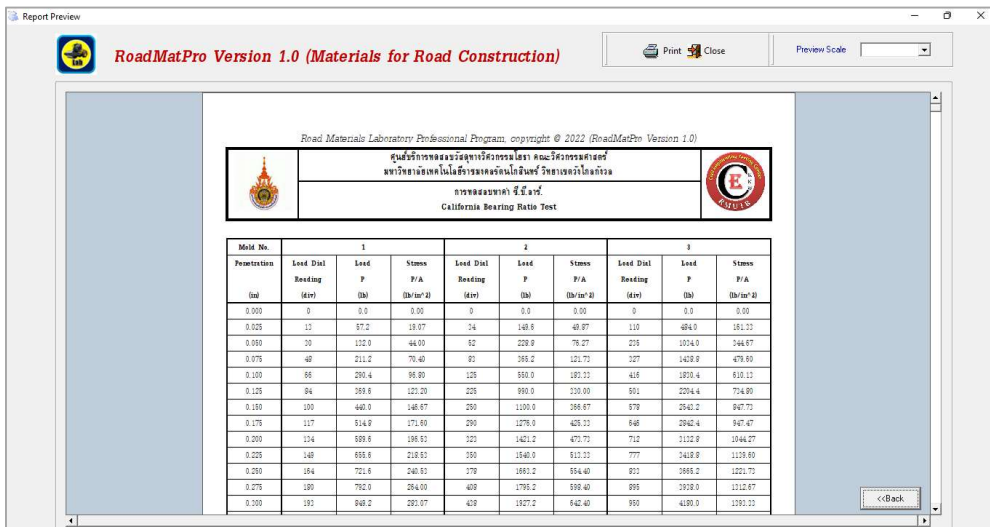 Report Preview
RoadMatPro Version 1.0 (Materials for Road Construction)
Print Close
Preview Scale
Road Materials Laboratory Professional Program, copyright © 2022 (RoadMatPro Version 1.0)
ศูนย์บริการทดสอบวัสดุทางวิศวกรรมโยธา คณะวิศวกรรมศาสตร์
มหาวิทยาลัยเทคโนโลยีราชมงคลรัตนโกสินทร์ วิทยาเขตวังไกลกังวล
การทดสอบหาค่า ซี.บี.อาร์.
California Bearing Ratio Test
Mold No. 1 2 3
Penetration Load Dial Load Stress Load Dial Load Stress Load Dial Load Stress
Reading P P/A Reading P P/A Reading P P/A
(in) (div) (lb) (lb/in^2) (div) (lb) (lb/in^2) (div) (lb) (lb/in^2)
0.000 0 0.0 0.00 0 0.0 0.00 0 0.0 0.00
0.025 13 57.2 19.07 34 149.6 49.87 110 484.0 161.33
0.050 30 132.0 44.00 52 228.8 76.27 235 1034.0 344.67
0.075 48 211.2 70.40 83 365.2 121.73 327 1438.8 479.60
0.100 66 290.4 96.80 125 550.0 183.33 416 1830.4 610.13
0.125 84 369.6 123.20 225 990.0 330.00 501 2204.4 734.80
0.150 100 440.0 146.67 250 1100.0 366.67 578 2543.2 847.73
0.175 117 514.8 171.60 290 1276.0 425.33 646 2842.4 947.47
0.200 134 589.6 196.53 323 1421.2 473.73 712 3132.8 1044.27
0.225 149 655.6 218.53 350 1540.0 513.33 777 3418.8 1139.60
0.250 164 721.6 240.53 378 1663.2 554.40 833 3665.2 1221.73
0.275 180 792.0 264.00 408 1795.2 598.40 895 3938.0 1312.67
0.300 193 849.2 283.07 438 1927.2 642.40 950 4180.0 1393.33
<<Back